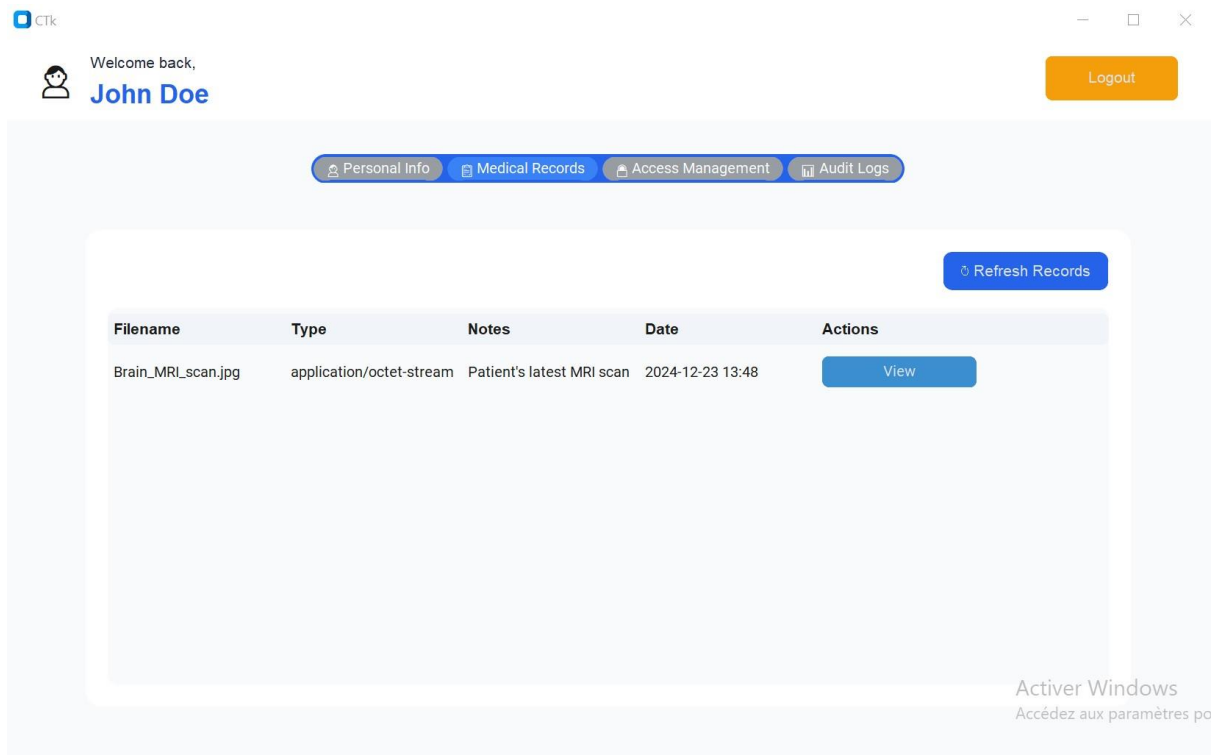 CTk
Welcome back,
John Doe
Logout
Personal Info Medical Records Access Management Audit Logs
Refresh Records
Filename Type Notes Date Actions
Brain_MRI_scan.jpg application/octet-stream Patient's latest MRI scan 2024-12-23 13:48 View
Activer Windows
Accédez aux paramètres po